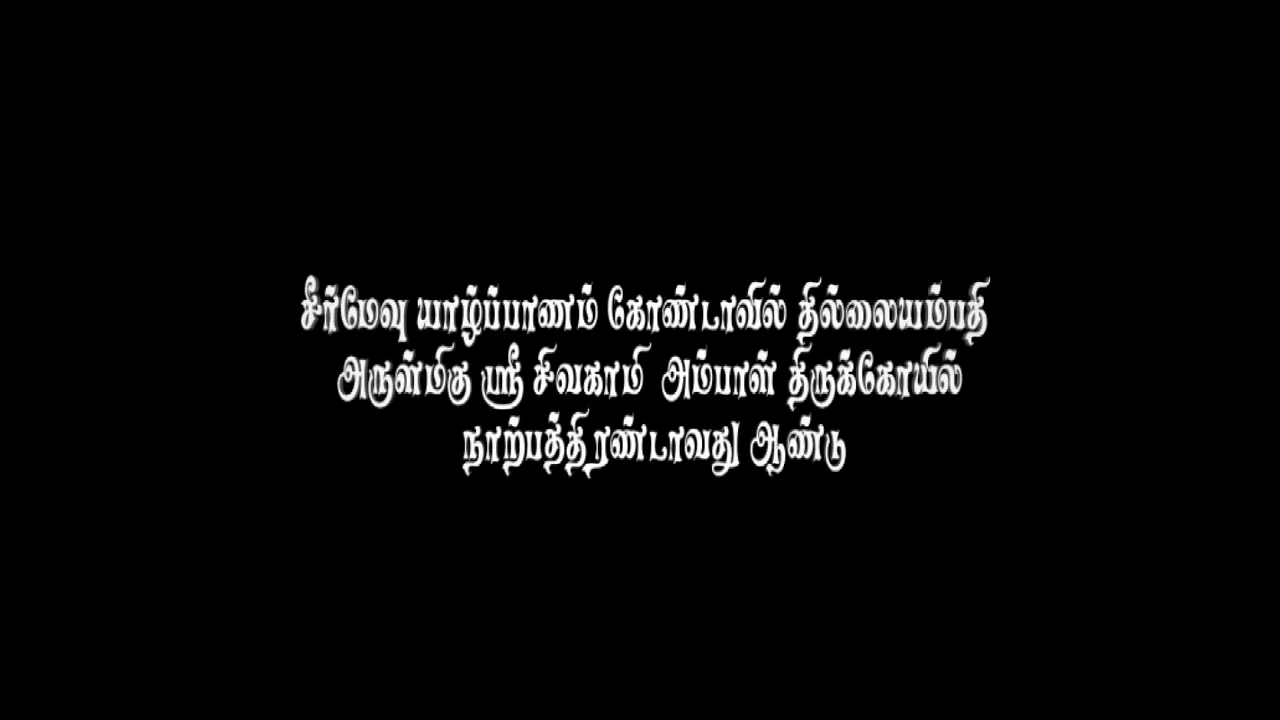 சீர்மேவு யாழ்ப்பாணம் கோண்டாவில் தில்லையம்பதி
அருள்மிகு ஸ்ரீ சிவகாமி அம்பாள் திருக்கோயில்
நாற்பத்திரண்டாவது ஆண்டு